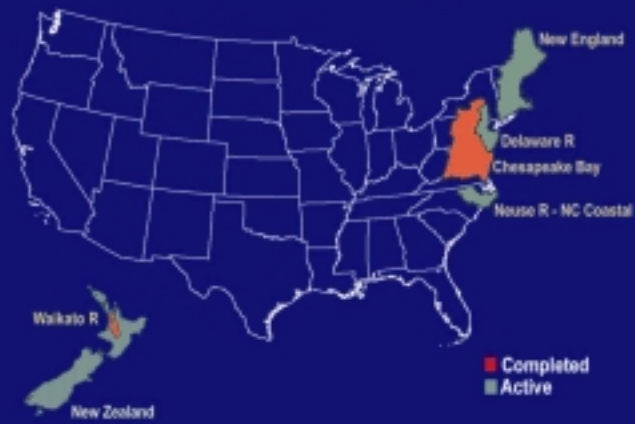 New England
Delaware R
Chesapeake Bay
Neuse R - NC Coastal
Waikato R
New Zealand
Completed
Active